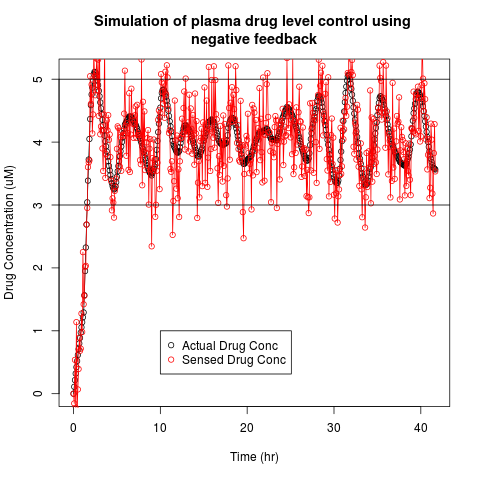 Simulation of plasma drug level control using
negative feedback
Drug Concentration (uM)
5
4
3
2
1
0
Actual Drug Conc
Sensed Drug Conc
0 10 20 30 40
Time (hr)